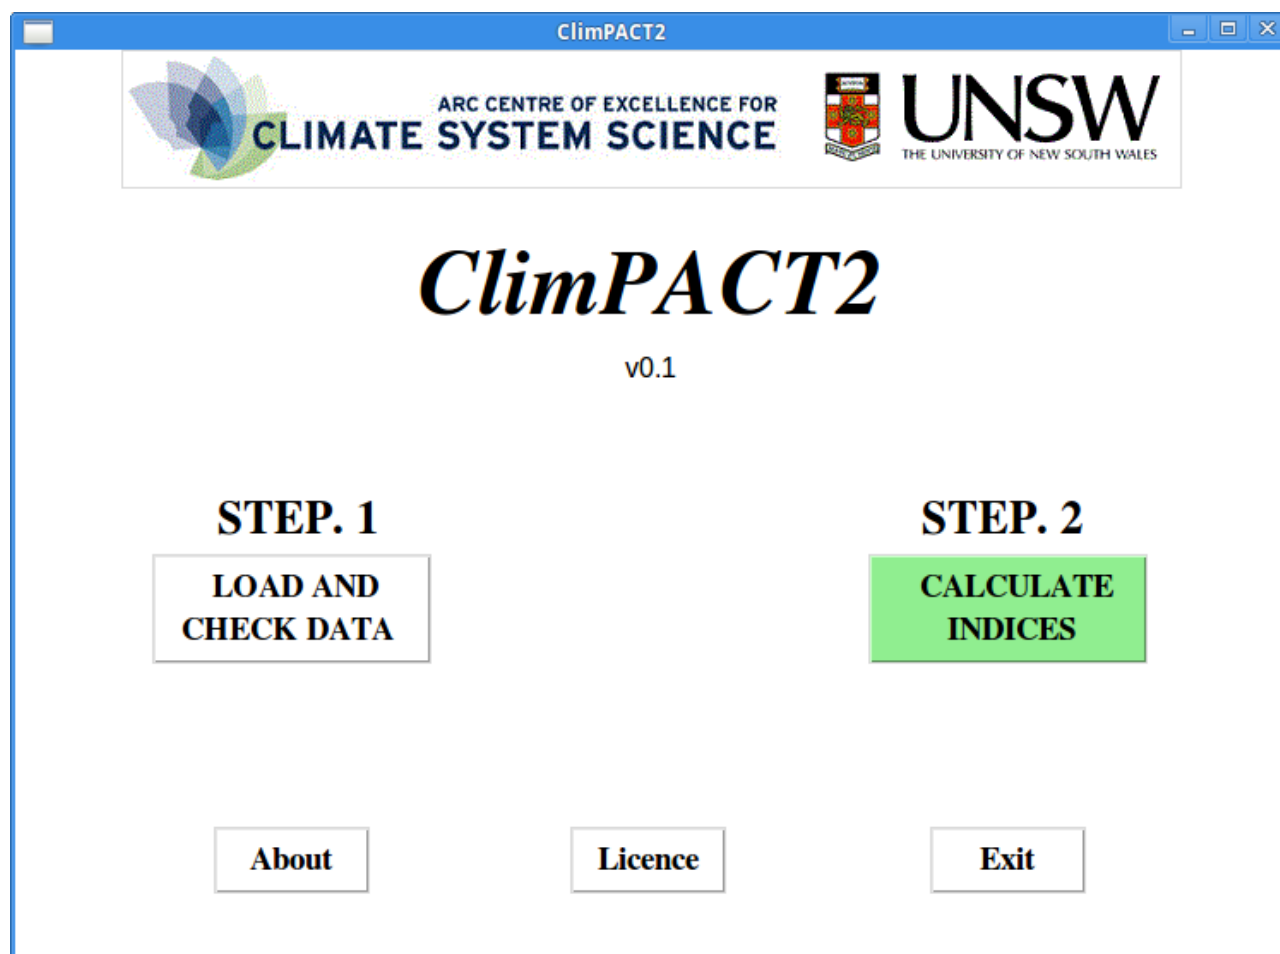 ClimPACT2
ARC CENTRE OF EXCELLENCE FOR
CLIMATE SYSTEM SCIENCE
UNSW
THE UNIVERSITY OF NEW SOUTH WALES
ClimPACT2
v0.1
STEP. 1
LOAD AND
CHECK DATA
STEP. 2
CALCULATE
INDICES
About
Licence
Exit